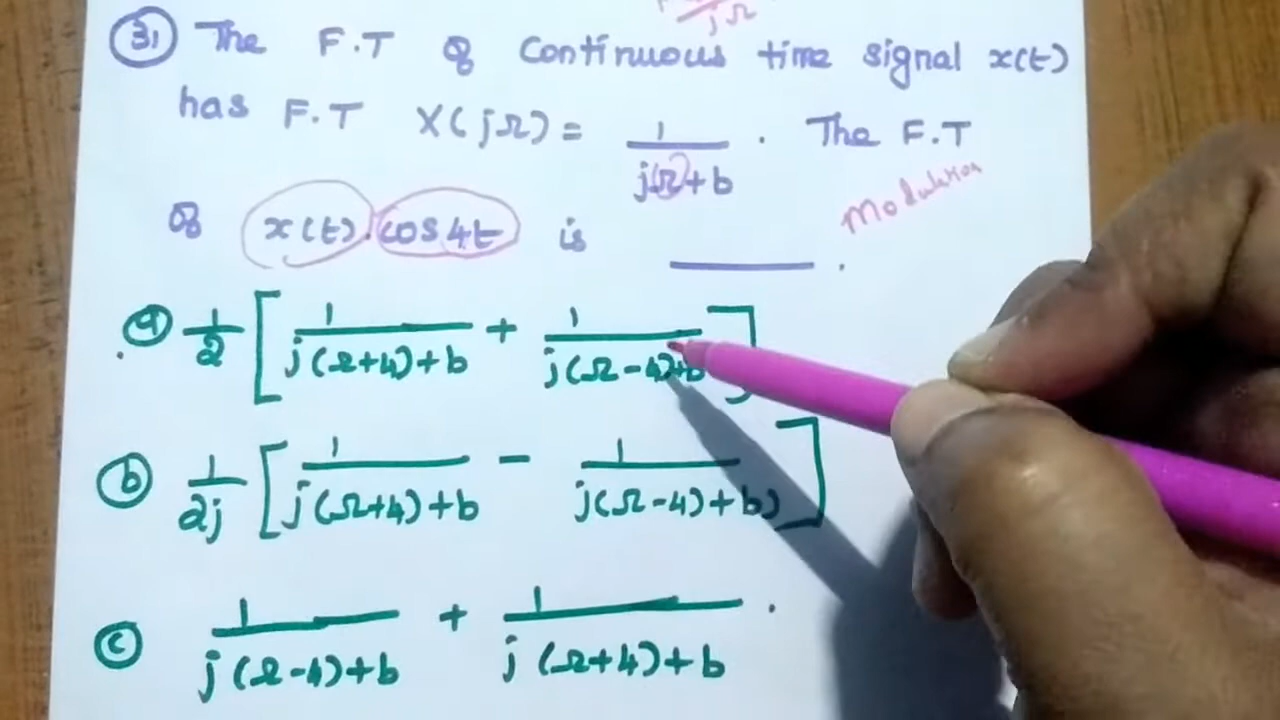 jΩ
31 The F.T of Continuous time signal x(t)
has F.T X(jΩ) = 1/(jΩ+b) . The F.T
of x(t).cos4t is ______ .
Modulation
a 1/2 [ 1/(j(Ω+4)+b) + 1/(j(Ω-4)+b) ]
b 1/2j [ 1/(j(Ω+4)+b) - 1/(j(Ω-4)+b) ) ]
c 1/(j(Ω-4)+b) + 1/(j(Ω+4)+b) .